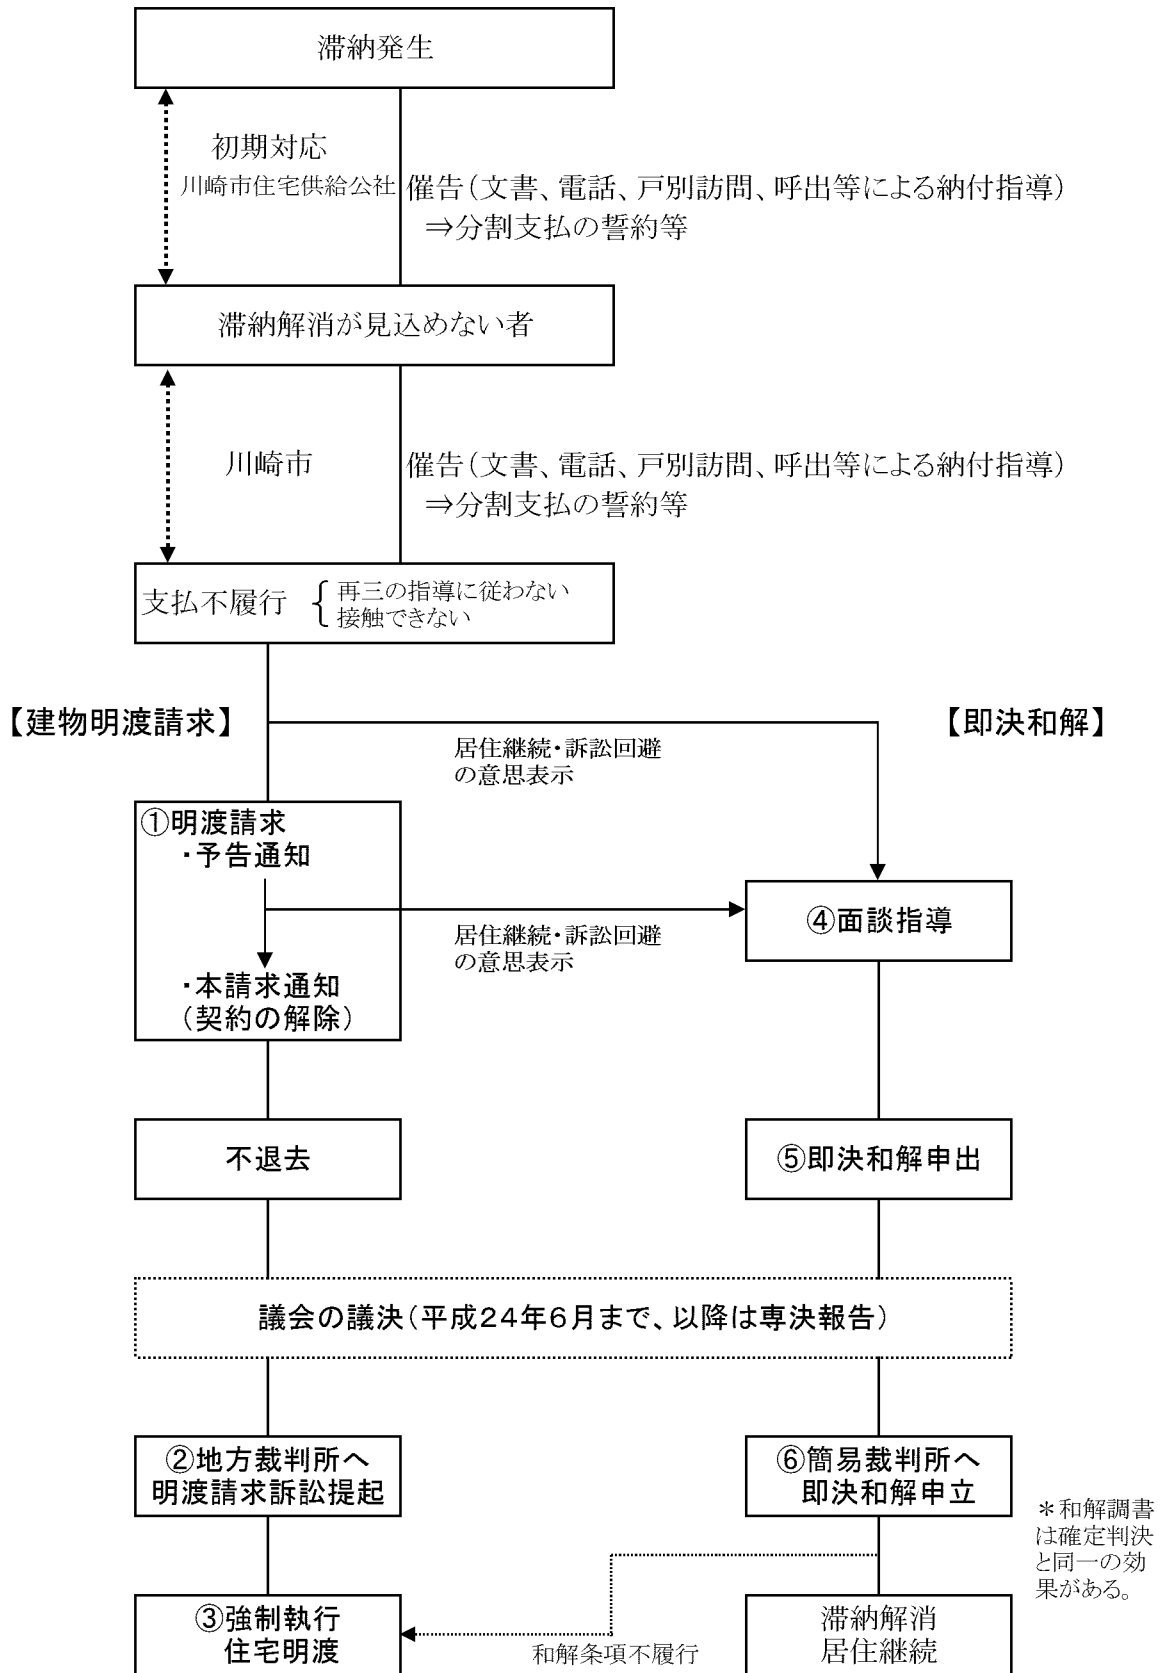 滞納発生
初期対応
川崎市住宅供給公社
催告(文書、電話、戸別訪問、呼出等による納付指導)
⇒分割支払の誓約等
滞納解消が見込めない者
川崎市
催告(文書、電話、戸別訪問、呼出等による納付指導)
⇒分割支払の誓約等
支払不履行
再三の指導に従わない
接触できない
【建物明渡請求】
【即決和解】
居住継続・訴訟回避
の意思表示
①明渡請求
・予告通知
④面談指導
居住継続・訴訟回避
の意思表示
・本請求通知
(契約の解除)
不退去
⑤即決和解申出
議会の議決(平成24年6月まで、以降は専決報告)
②地方裁判所へ
明渡請求訴訟提起
⑥簡易裁判所へ
即決和解申立
*和解調書
は確定判決
と同一の効
果がある。
③強制執行
住宅明渡
和解条項不履行
滞納解消
居住継続